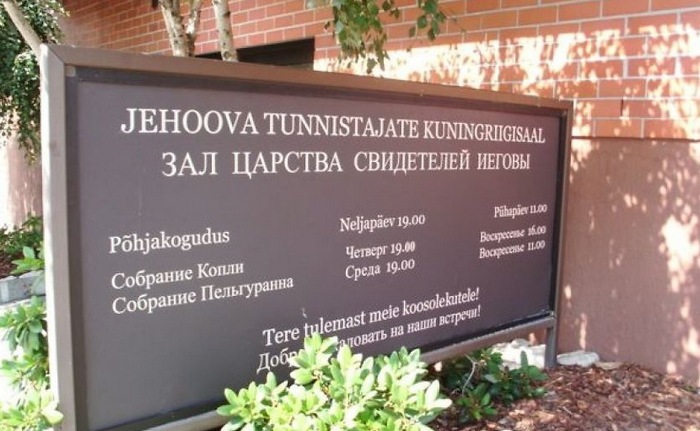 JEHOOVA TUNNISTAJATE KUNINGRIIGISAAL
ЗАЛ ЦАРСТВА СВИДЕТЕЛЕЙ ИЕГОВЫ
Põhjakogudus Neljapäev 19.00 Pühapäev 11.00
Собрание Копли Четверг 19.00 Воскресенье 16.00
Собрание Пельгуранна Среда 19.00 Воскресенье 11.00
Tere tulemast meie koosolekutele!
на наши встречи!